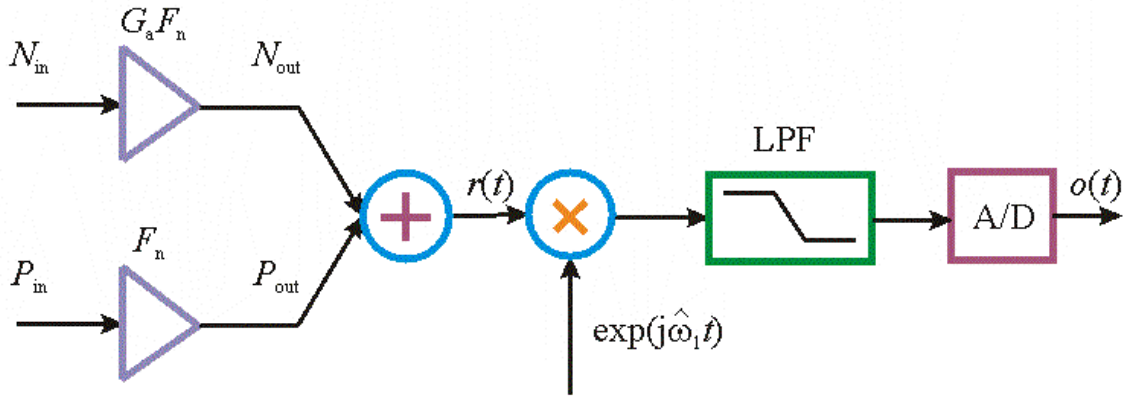 GₐFₙ
Nᵢₙ
Nₒᵤₜ
LPF
r(t)
o(t)
+
×
A/D
Fₙ
Pᵢₙ
Pₒᵤₜ
exp(jω̂₁t)